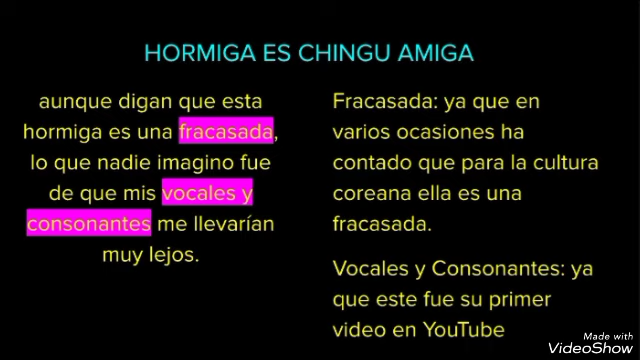 HORMIGA ES CHINGU AMIGA
aunque digan que esta
hormiga es una fracasada,
lo que nadie imagino fue
de que mis vocales y
consonantes me llevarían
muy lejos.
Fracasada: ya que en
varios ocasiones ha
contado que para la cultura
coreana ella es una
fracasada.
Vocales y Consonantes: ya
que este fue su primer
video en YouTube
Made with
VideoShow